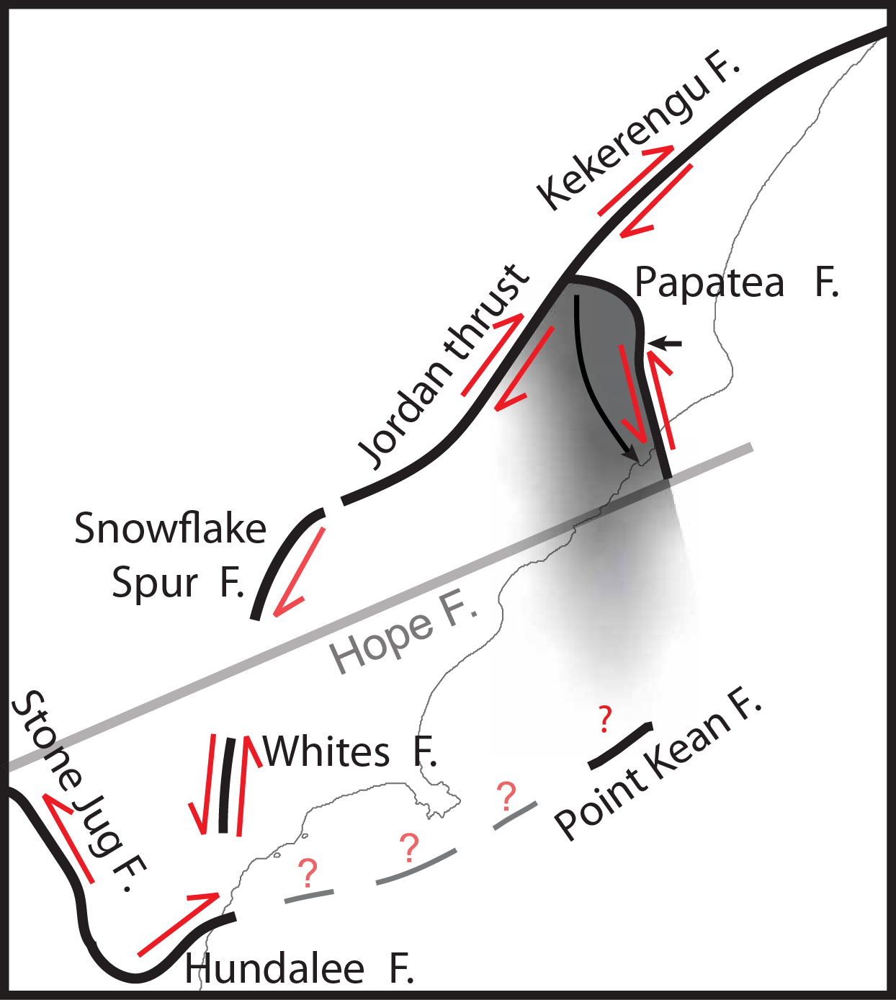 Kekerengu F.
Papatea F.
Jordan thrust
Snowflake
Spur F.
Hope F.
Stone Jug F.
Whites F.
?
Point Kean F.
?
?
?
Hundalee F.